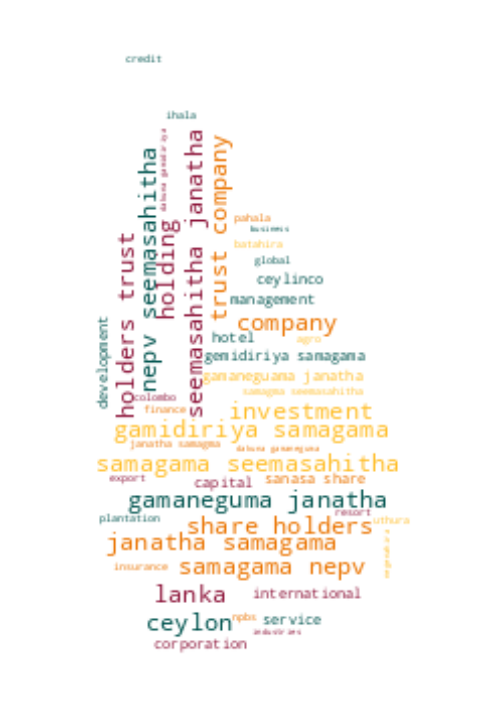 credit
ihala
dakuna gamidiriya
seemasahitha janatha
trust company
nepv seemasahitha
holding
holders trust
pahala
business
batahira
global
ceylinco
management
company
development
hotel
agro
gemidiriya samagama
gamaneguama janatha
samagma seemasahitha
colombo
finance
investment
gamidiriya samagama
janatha samagma
dakuna gamaneguma
samagama seemasahitha
export
capital
sanasa share
gamaneguma janatha
plantation
resort
uthura
share holders
janatha samagama
insurance
samagama nepv
lanka
international
ceylon
npbs
service
industries
corporation